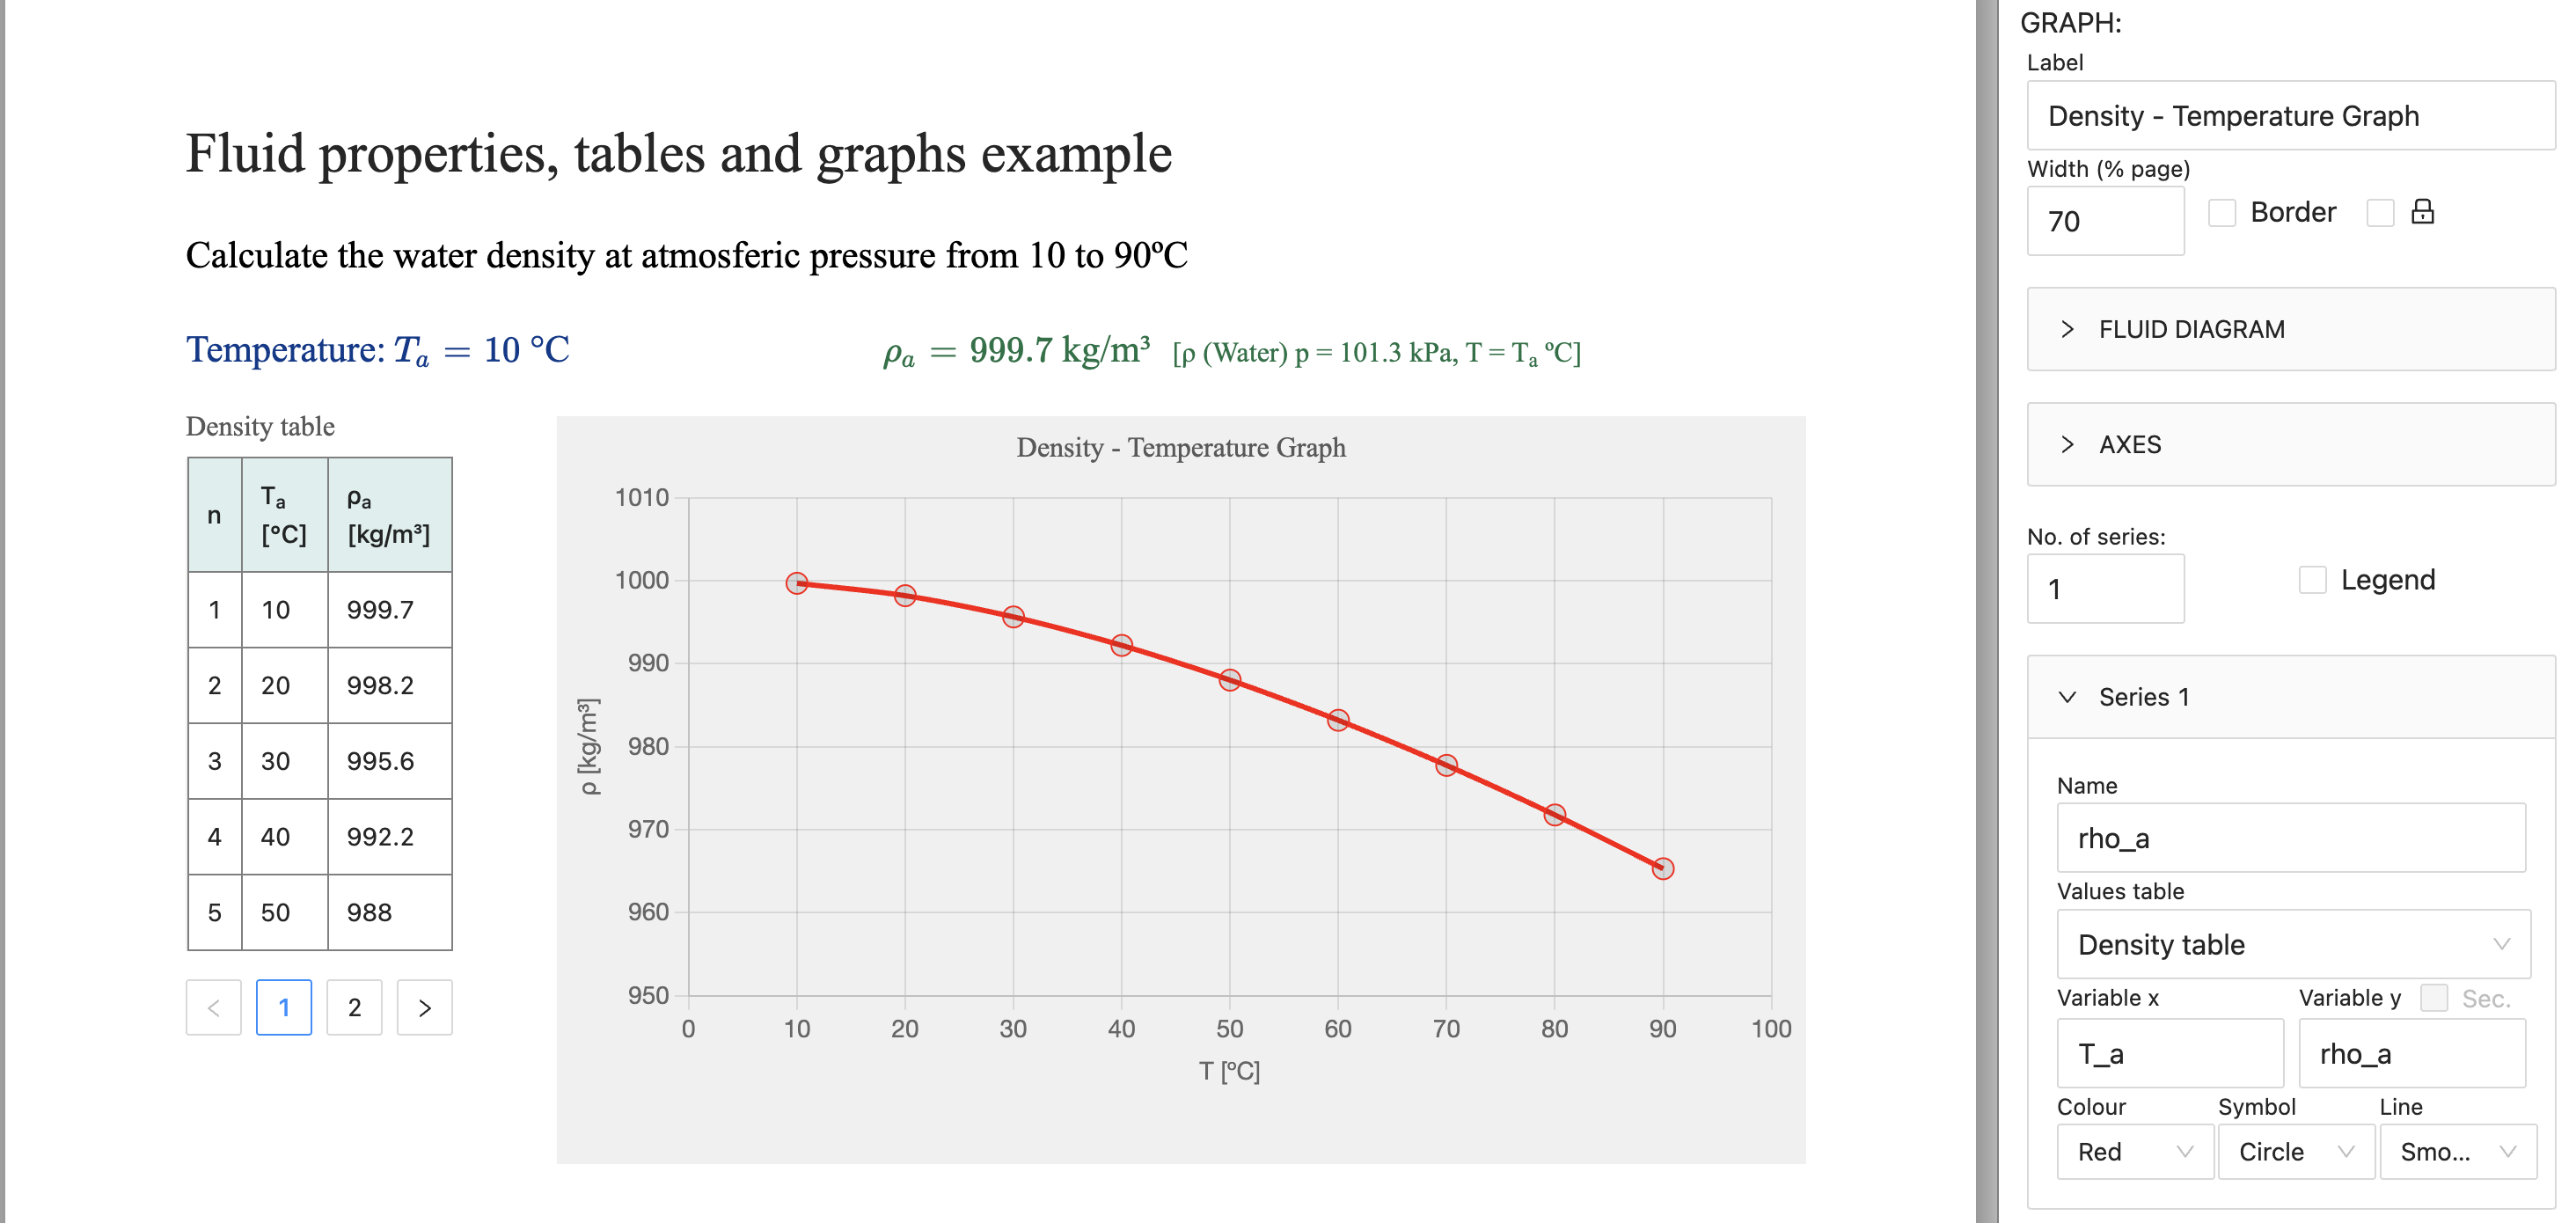 Fluid properties, tables and graphs example
Calculate the water density at atmosferic pressure from 10 to 90ºC
Temperature: Tₐ = 10 °C
ρₐ = 999.7 kg/m³ [ρ (Water) p = 101.3 kPa, T = Tₐ ºC]
Density table
n Tₐ [°C] ρₐ [kg/m³]
1 10 999.7
2 20 998.2
3 30 995.6
4 40 992.2
5 50 988
< 1 2 >
Density - Temperature Graph
1010
1000
990
980
970
960
950
ρ [kg/m³]
0 10 20 30 40 50 60 70 80 90 100
T [ºC]
GRAPH:
Label
Density - Temperature Graph
Width (% page)
70 Border
FLUID DIAGRAM
AXES
No. of series:
1 Legend
Series 1
Name
rho_a
Values table
Density table
Variable x Variable y Sec.
T_a rho_a
Colour Symbol Line
Red Circle Smo...